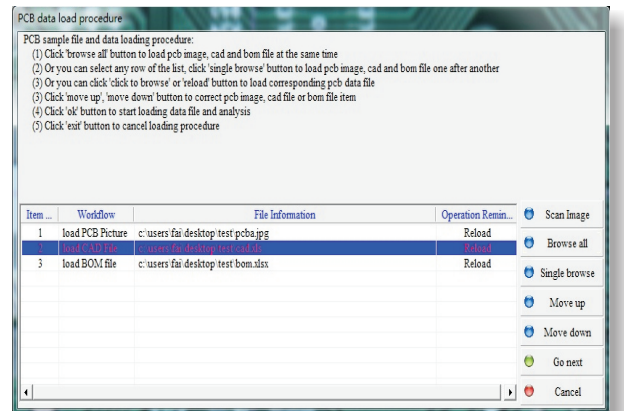 PCB data load procedure
PCB sample file and data loading procedure:
(1) Click 'browse all' button to load pcb image, cad and bom file at the same time
(2) Or you can select any row of the list, click 'single browse' button to load pcb image, cad and bom file one after another
(3) Or you can click 'click to browse' or 'reload' button to load corresponding pcb data file
(3) Click 'move up', 'move down' button to correct pcb image, cad file or bom file item
(4) Click 'ok' button to start loading data file and analysis
(5) Click 'exit' button to cancel loading procedure
Item ... Workflow File Information Operation Remin... Scan Image
1 load PCB Picture c:\users\fai\desktop\test\pcba.jpg Reload
2 load CAD File c:\users\fai\desktop\test\cad.xls Reload Browse all
3 load BOM file c:\users\fai\desktop\test\bom.xlsx Reload
Single browse
Move up
Move down
Go next
Cancel